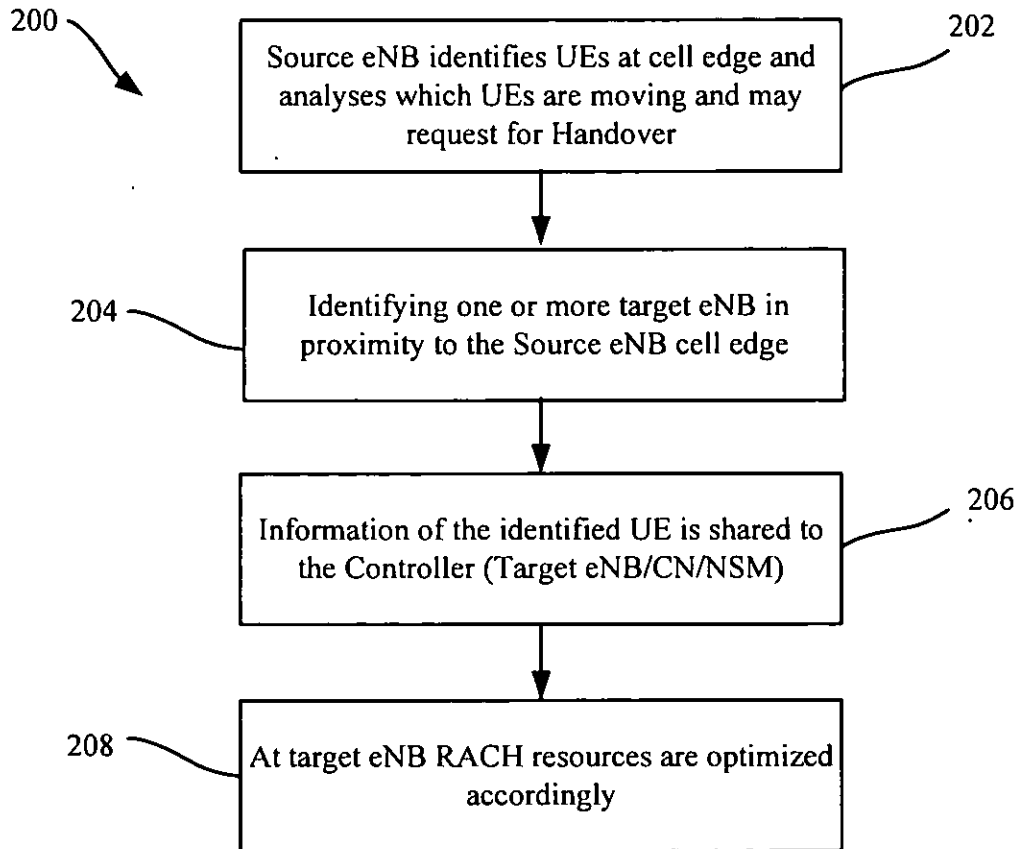 200
202
Source eNB identifies UEs at cell edge and
analyses which UEs are moving and may
request for Handover
204
Identifying one or more target eNB in
proximity to the Source eNB cell edge
206
Information of the identified UE is shared to
the Controller (Target eNB/CN/NSM)
208
At target eNB RACH resources are optimized
accordingly